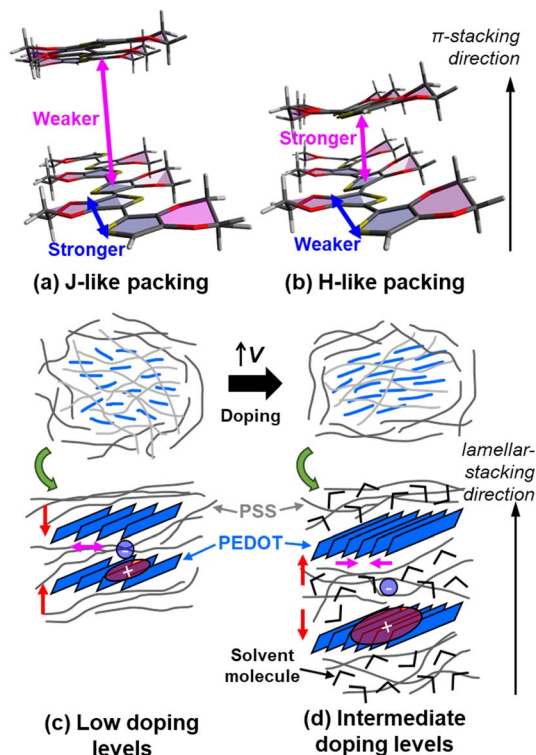 π-stacking
direction
Weaker
Stronger
Stronger
Weaker
(a) J-like packing
(b) H-like packing
↑V
Doping
lamellar-
stacking
direction
PSS
PEDOT
-
+
-
+
Solvent
molecule
(c) Low doping
levels
(d) Intermediate
doping levels